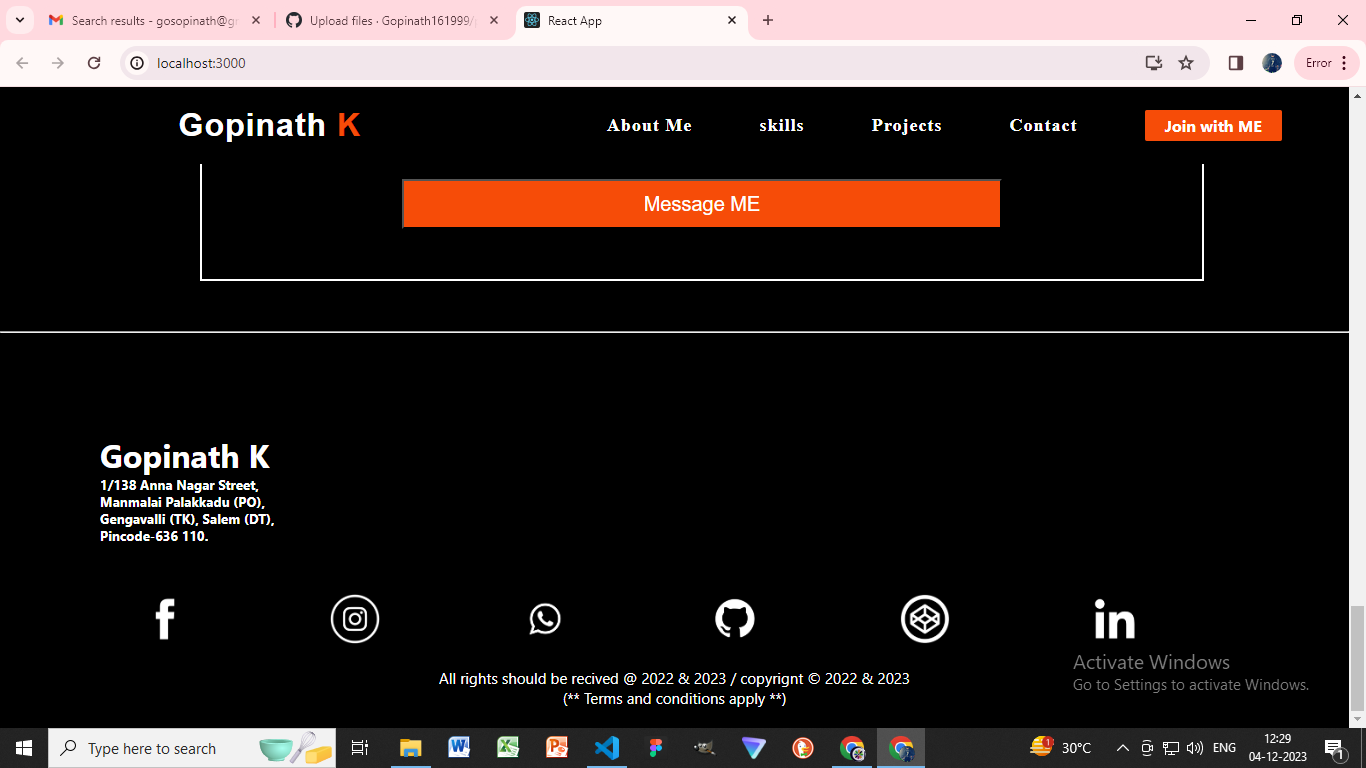 Search results - gosopinath@g
Upload files · Gopinath161999/
React App
localhost:3000
Error
Gopinath K
About Me
skills
Projects
Contact
Join with ME
Message ME
Gopinath K
1/138 Anna Nagar Street,
Manmalai Palakkadu (PO),
Gengavalli (TK), Salem (DT),
Pincode-636 110.
All rights should be recived @ 2022 & 2023 / copyrignt © 2022 & 2023
(** Terms and conditions apply **)
Activate Windows
Go to Settings to activate Windows.
Type here to search
30°C
ENG
12:29
04-12-2023